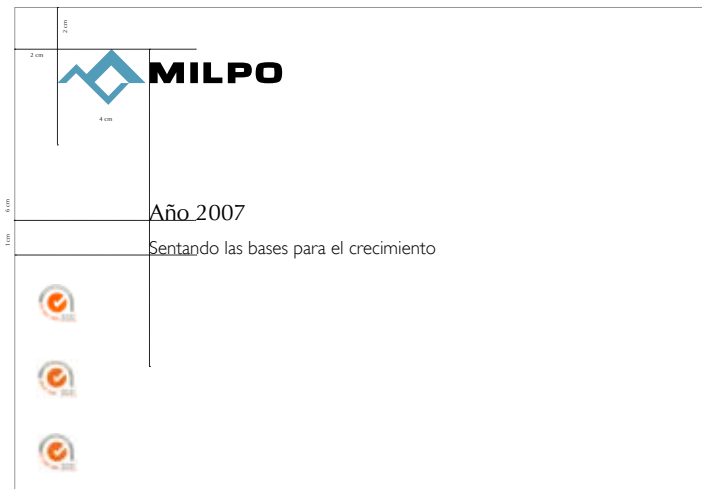 2 cm
2 cm
MILPO
4 cm
6 cm
Año 2007
1 cm
Sentando las bases para el crecimiento